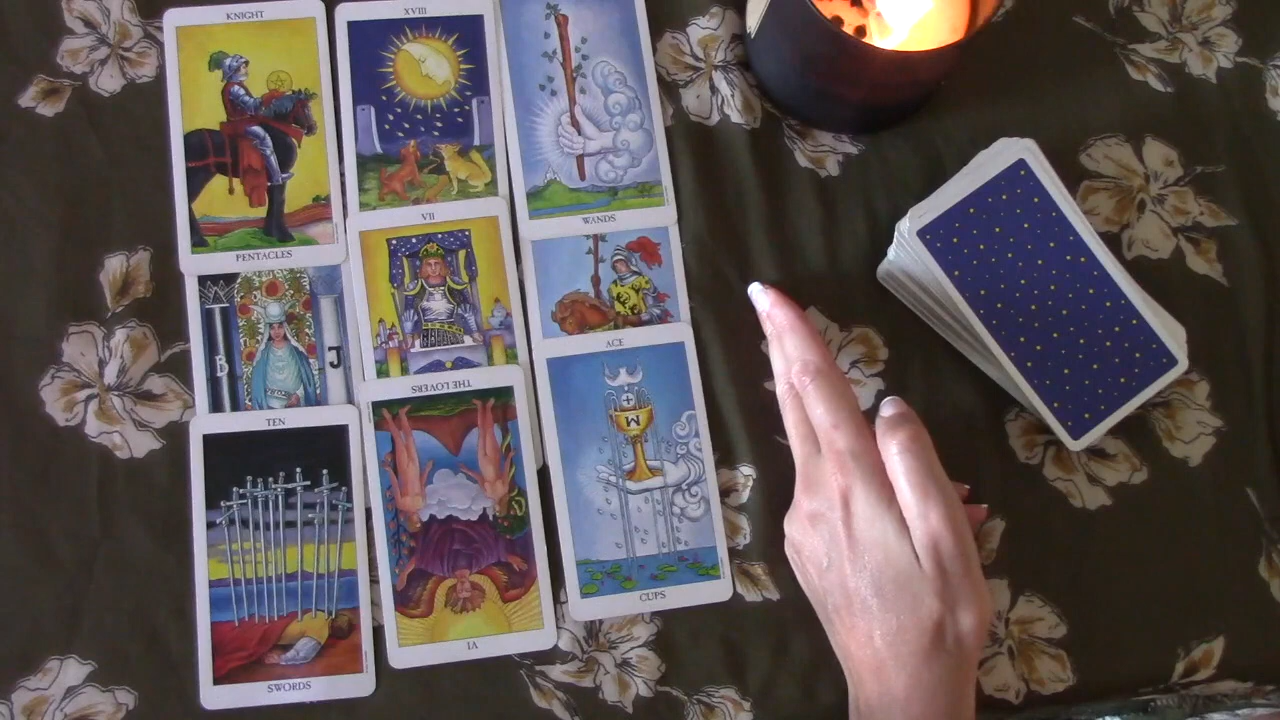 KNIGHT
PENTACLES
XVIII
WANDS
B
J
VII
TEN
SWORDS
THE LOVERS
VI
ACE
M
CUPS